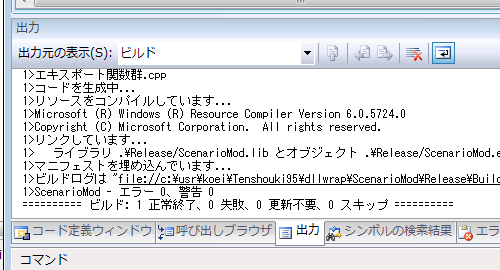 出力
出力元の表示(S): ビルド
1>エキスポート関数群.cpp
1>コードを生成中...
1>リソースをコンパイルしています...
1>Microsoft (R) Windows (R) Resource Compiler Version 6.0.5724.0
1>Copyright (C) Microsoft Corporation.  All rights reserved.
1>リンクしています...
1>   ライブラリ .¥Release/ScenarioMod.lib とオブジェクト .¥Release/ScenarioMod.e
1>マニフェストを埋め込んでいます...
1>ビルドログは "file://c:¥usr¥koei¥Tenshouki95¥dllwrap¥ScenarioMod¥Release¥Buil
1>ScenarioMod - エラー 0、警告 0
========== ビルド: 1 正常終了、0 失敗、0 更新不要、0 スキップ ==========
コード定義ウィンドウ 呼び出しブラウザ 出力 シンボルの検索結果 エラ
コマンド